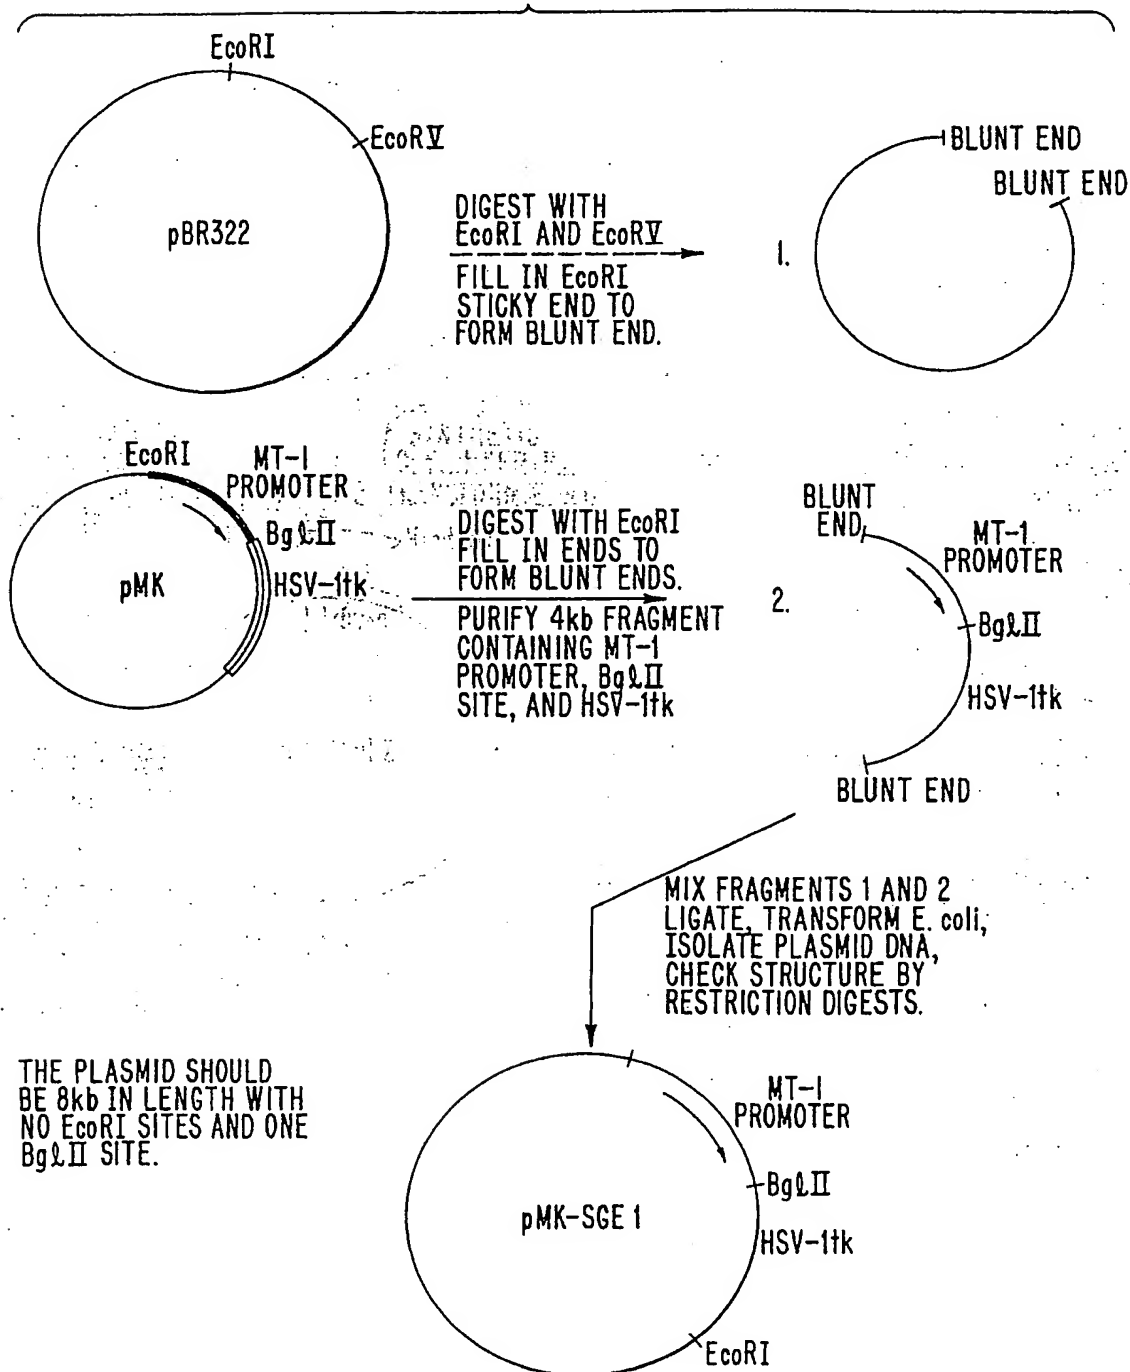 EcoRI
EcoRV
pBR322
DIGEST WITH
EcoRI AND EcoRV
FILL IN EcoRI
STICKY END TO
FORM BLUNT END.
1.
BLUNT END
BLUNT END
EcoRI
MT-I
PROMOTER
BglII
HSV-1tk
pMK
DIGEST WITH EcoRI
FILL IN ENDS TO
FORM BLUNT ENDS.
PURIFY 4kb FRAGMENT
CONTAINING MT-1
PROMOTER, BglII
SITE, AND HSV-1tk
2.
BLUNT
END
MT-1
PROMOTER
BglII
HSV-1tk
BLUNT END
MIX FRAGMENTS 1 AND 2
LIGATE, TRANSFORM E. coli,
ISOLATE PLASMID DNA,
CHECK STRUCTURE BY
RESTRICTION DIGESTS.
THE PLASMID SHOULD
BE 8kb IN LENGTH WITH
NO EcoRI SITES AND ONE
BglII SITE.
MT-I
PROMOTER
BglII
HSV-1tk
pMK-SGE 1
EcoRI